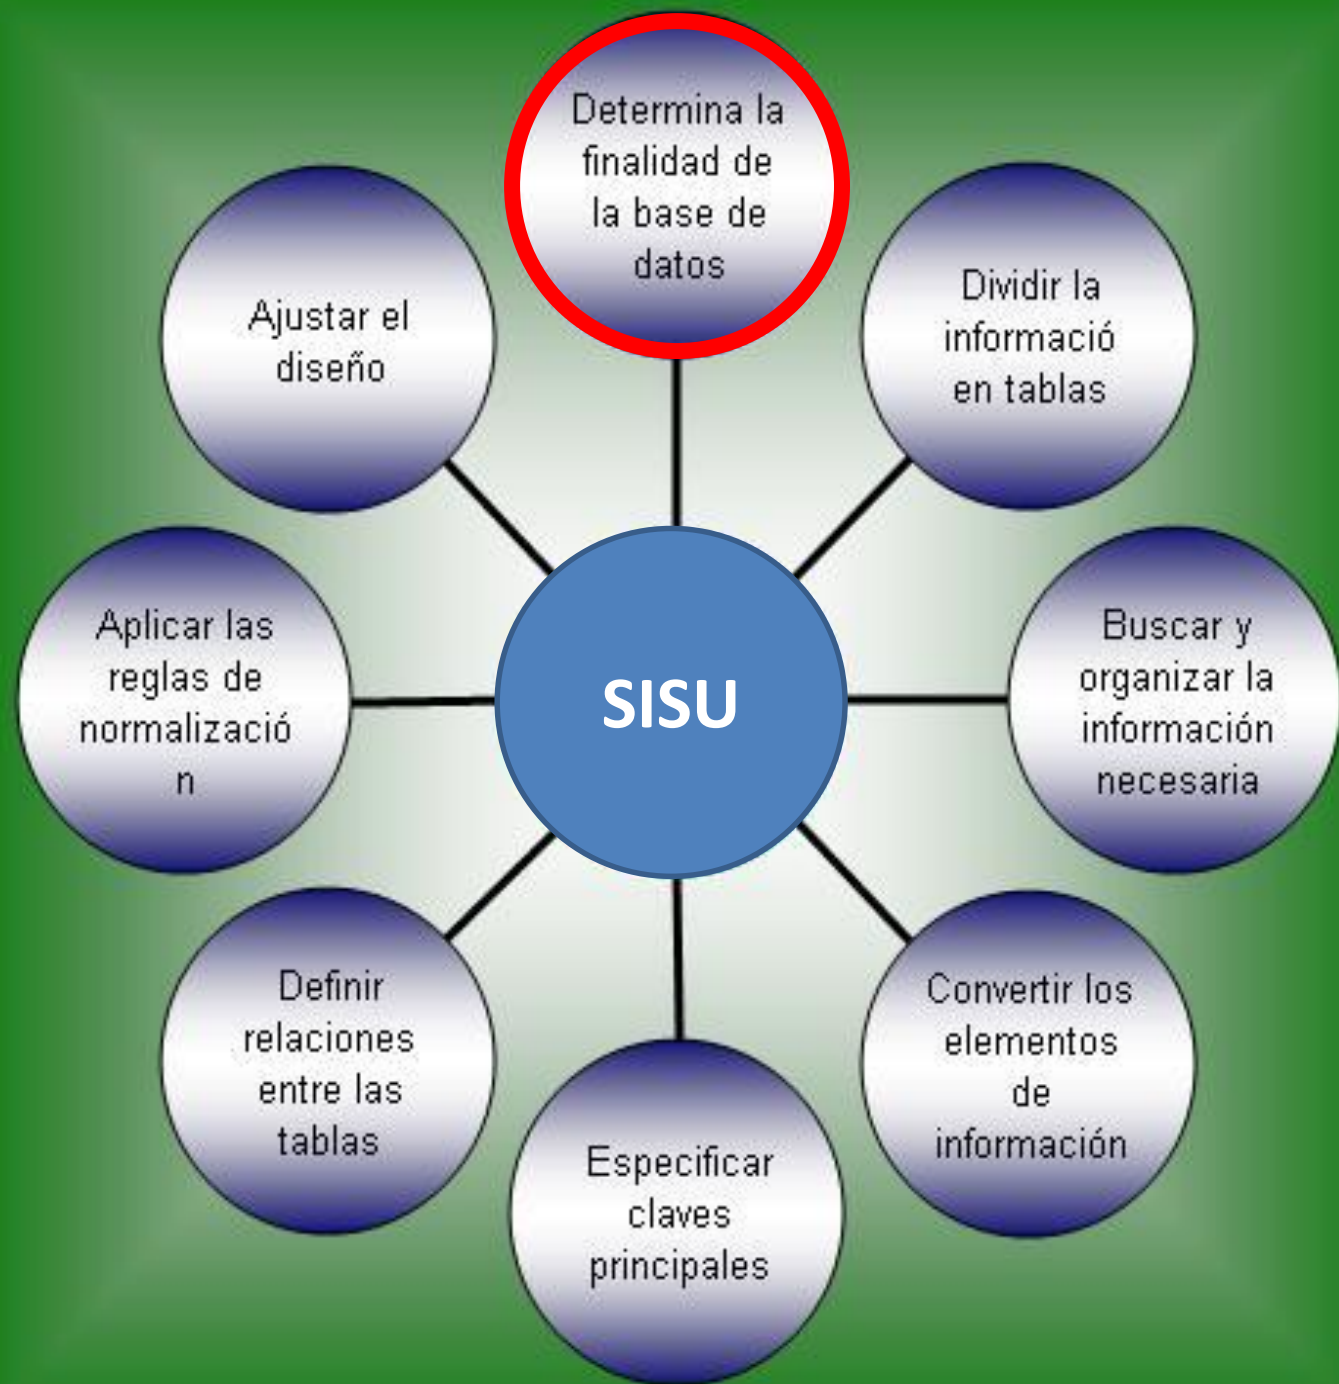 Determina la
finalidad de
la base de
datos
Dividir la
informació
en tablas
Buscar y
organizar la
información
necesaria
Convertir los
elementos
de
información
Especificar
claves
principales
Definir
relaciones
entre las
tablas
Aplicar las
reglas de
normalizació
n
Ajustar el
diseño
SISU